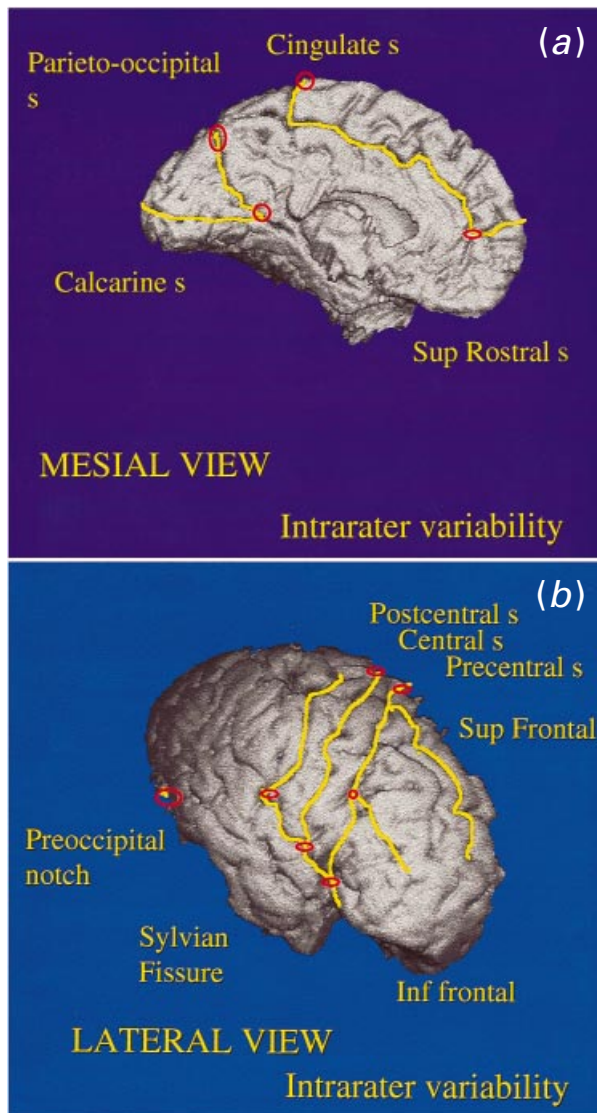 (a)
Cingulate s
Parieto-occipital
s
Calcarine s
Sup Rostral s
MESIAL VIEW
Intrarater variability
(b)
Postcentral s
Central s
Precentral s
Sup Frontal
Preoccipital
notch
Sylvian
Fissure
Inf frontal
LATERAL VIEW
Intrarater variability